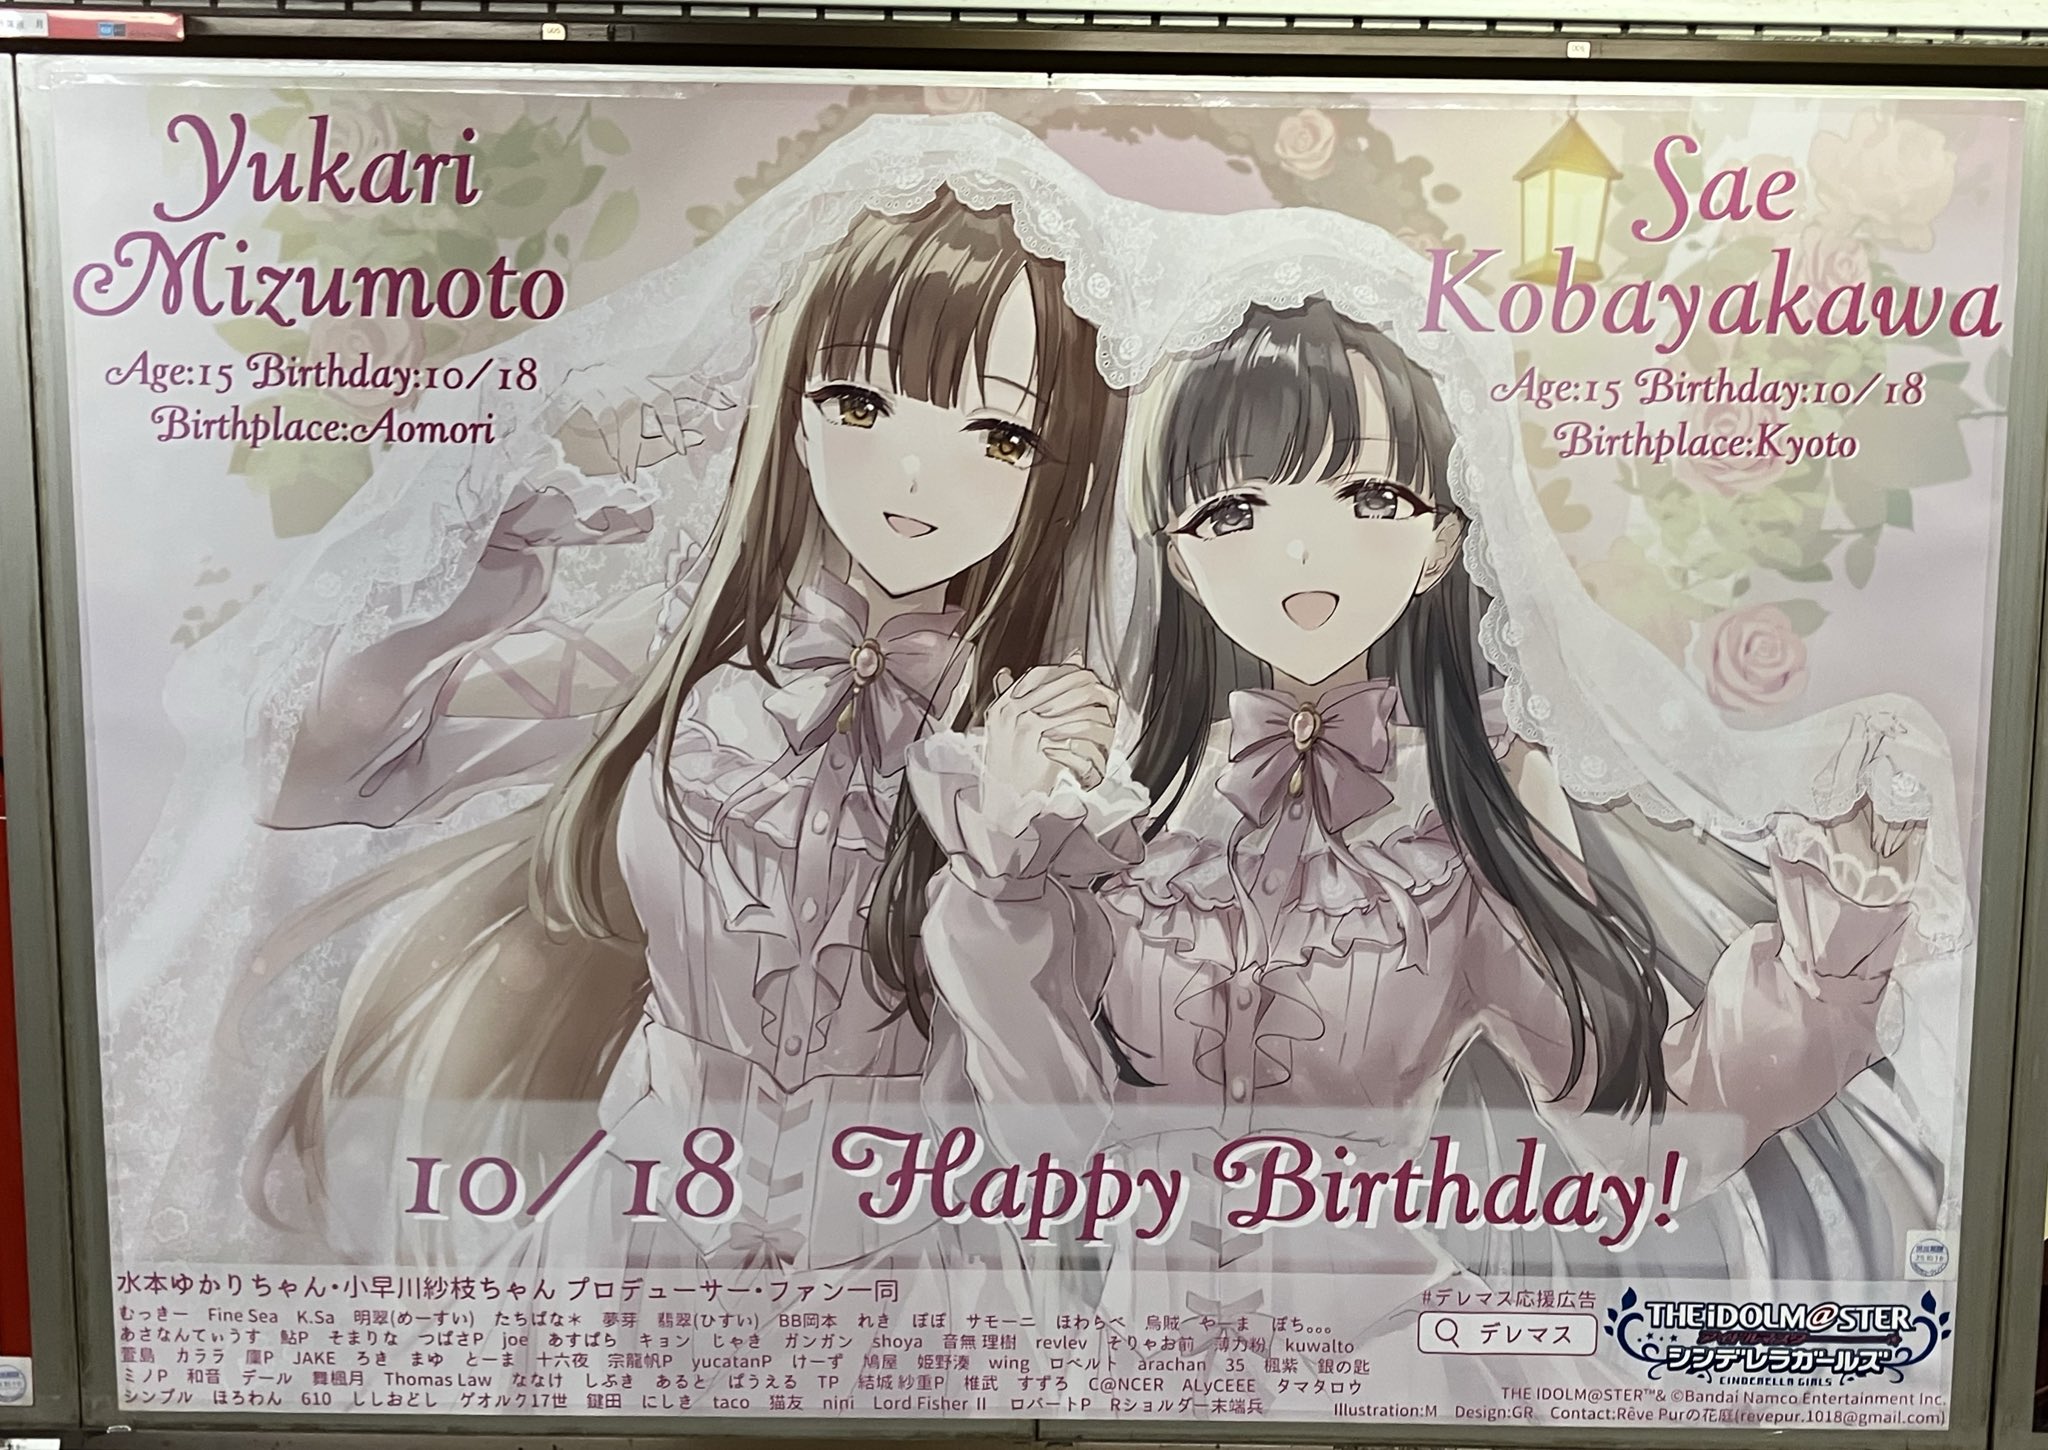 Yukari
Mizumoto
Age:15 Birthday:10/18
Birthplace:Aomori
Sae
Kobayakawa
Age:15 Birthday:10/18
Birthplace:Kyoto
10/18 Happy Birthday!
水本ゆかりちゃん・小早川紗枝ちゃん プロデューサー・ファン一同
むっきー Fine Sea K.Sa 明翠(めーすい) たちばな＊ 夢芽 翡翠(ひすい) BB岡本 れき ぽぽ サモーニ ほわらべ 烏賊 やーま ぽち。。。
あさなんてぃうす 鮎P そまりな つばさP joe あすぱら キョン じゃき ガンガン shoya 音無 理樹 revlev そりゃお前 薄力粉 kuwalto
萱島 カララ 廩P JAKE ろき まゆ とーま 十六夜 宗龍帆P yucatanP けーず 鳩屋 姫野湊 wing ロベルト arachan 35 楓紫 銀の匙
ミノP 和音 デール 舞楓月 Thomas Law ななけ しぶき あると ぱうえる TP 結城 紗重P 椎武 すずろ C@NCER ALyCEEE タマタロウ
シンブル ほろわん 610 ししおどし ゲオルク17世 鍵田 にしき taco 猫友 nini Lord Fisher II ロバートP Rショルダー末端兵
#デレマス応援広告
デレマス
THE iDOLM@STER
アイドルマスター
シンデレラガールズ
CINDERELLA GIRLS
THE IDOLM@STER™& ©Bandai Namco Entertainment Inc.
Illustration:M Design:GR Contact:Rêve Purの花庭(revepur.1018@gmail.com)